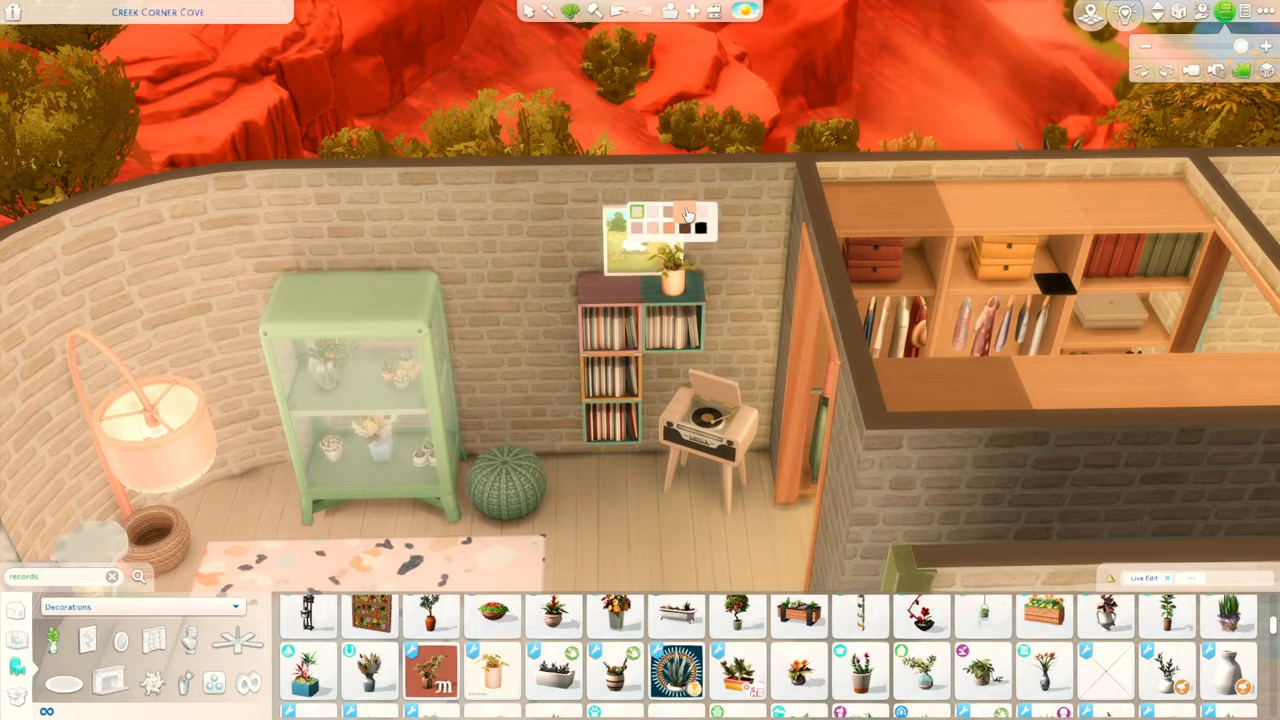 CREEK CORNER COVE
records
Live Edit
Decorations
m